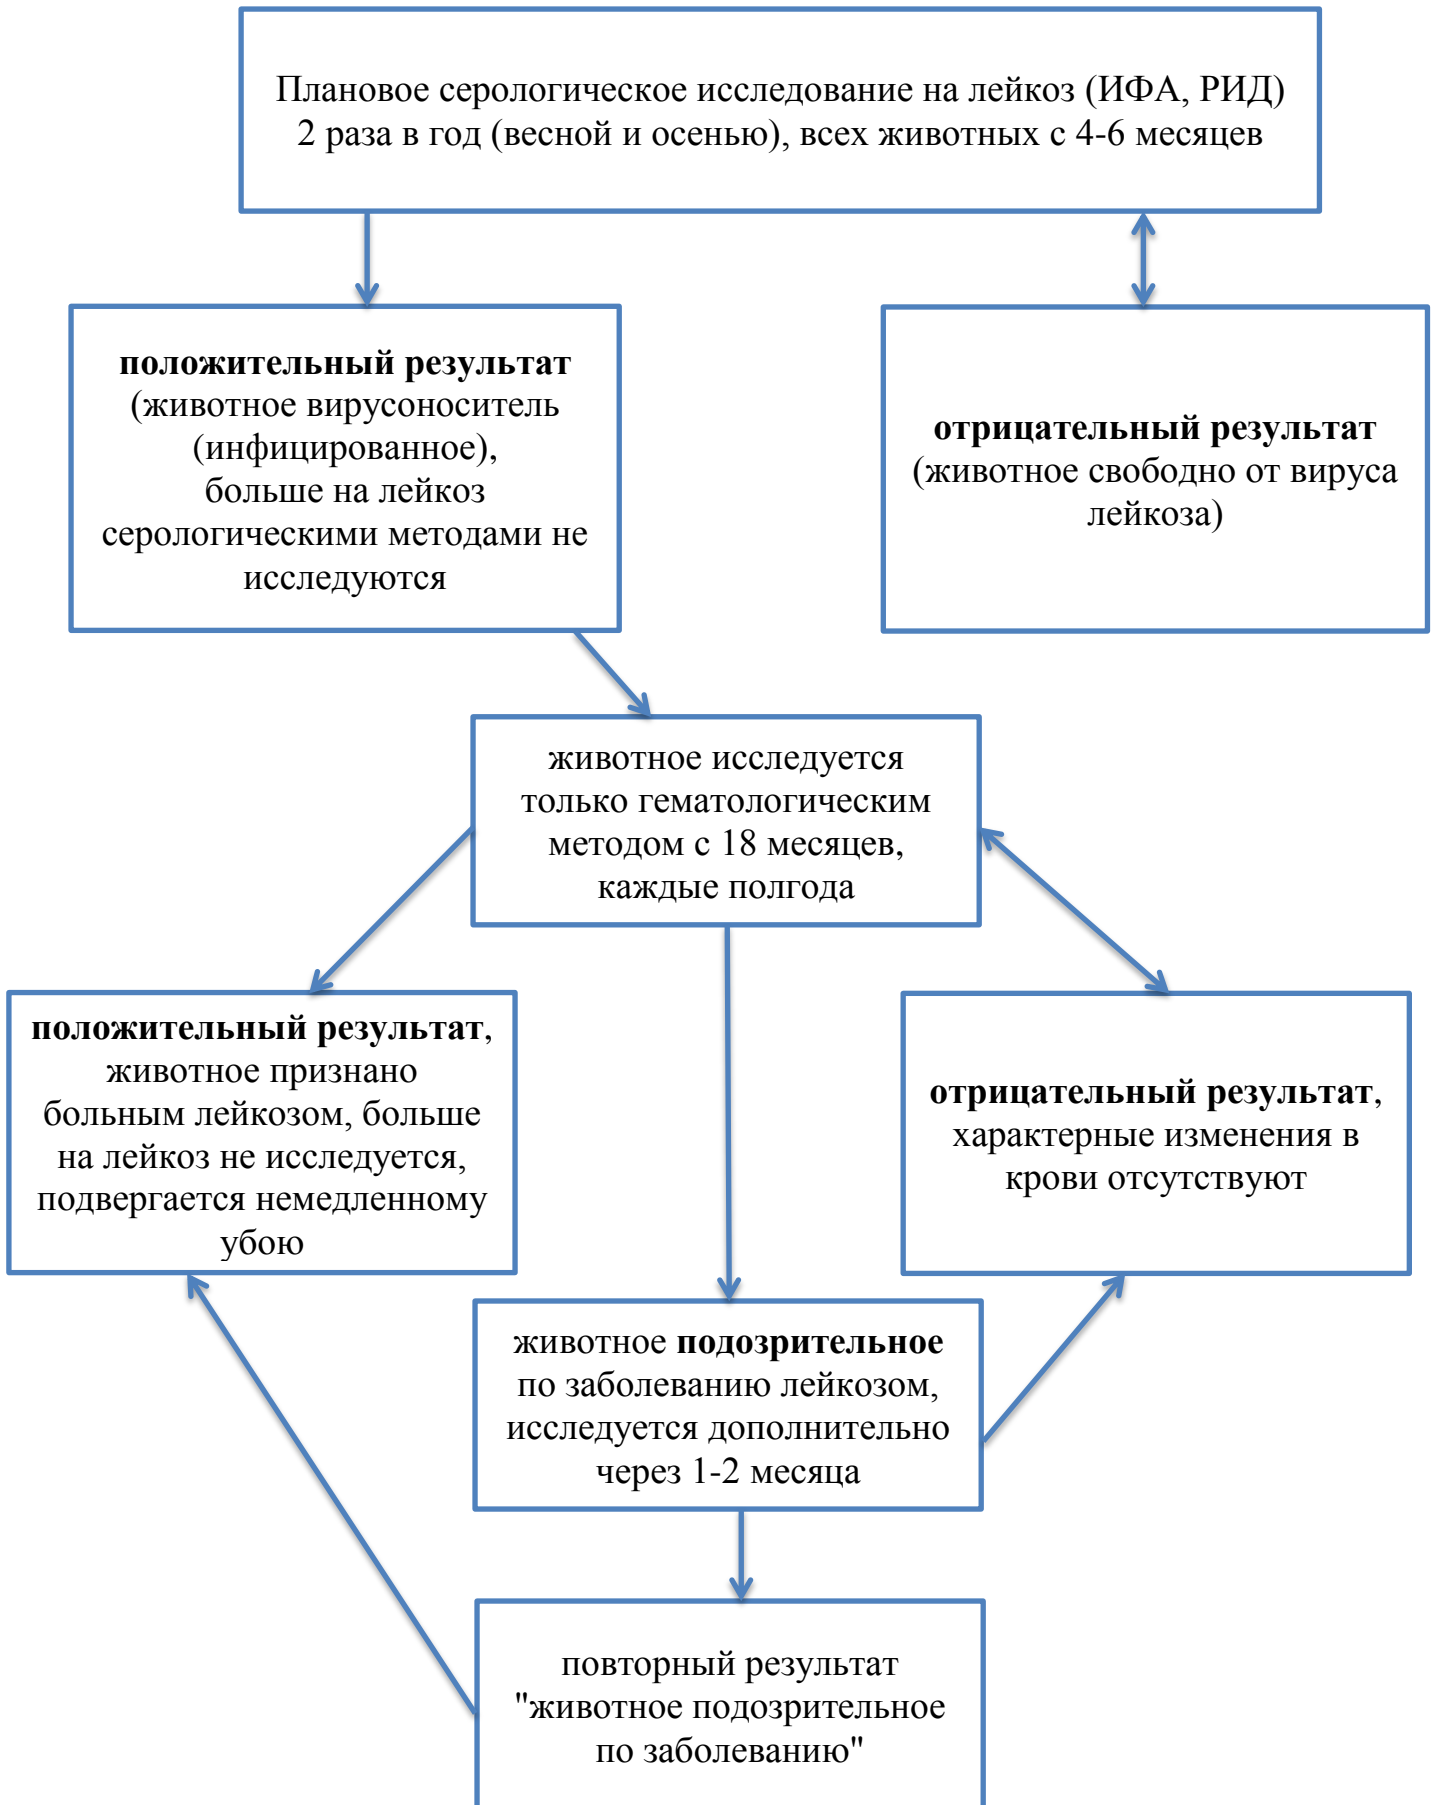 Плановое серологическое исследование на лейкоз (ИФА, РИД)
2 раза в год (весной и осенью), всех животных с 4-6 месяцев
положительный результат
(животное вирусоноситель
(инфицированное),
больше на лейкоз
серологическими методами не
исследуются
отрицательный результат
(животное свободно от вируса
лейкоза)
животное исследуется
только гематологическим
методом с 18 месяцев,
каждые полгода
положительный результат,
животное признано
больным лейкозом, больше
на лейкоз не исследуется,
подвергается немедленному
убою
отрицательный результат,
характерные изменения в
крови отсутствуют
животное подозрительное
по заболеванию лейкозом,
исследуется дополнительно
через 1-2 месяца
повторный результат
"животное подозрительное
по заболеванию"